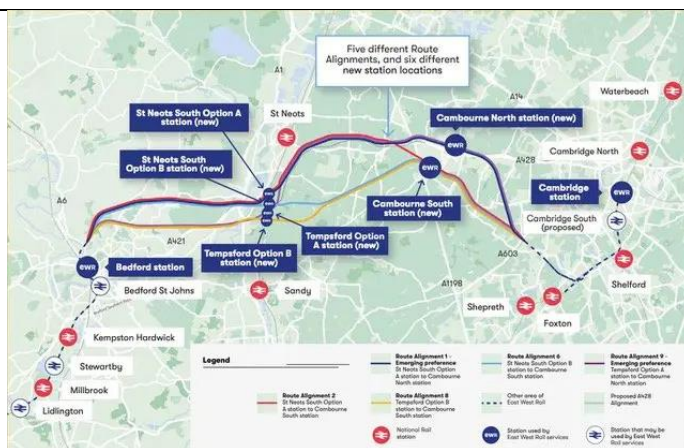 Five different Route
Alignments, and six different
new station locations
A1
A14
Waterbeach
St Neots South Option A
station (new)
St Neots
Cambourne North station (new)
Cambridge North
St Neots South
Option B station (new)
ewr
A428
Cambridge
station
ewr
ewr
A6
Cambourne South
station (new)
Cambridge South
(proposed)
A421
Tempsford Option B
station (new)
Tempsford Option
A station (new)
A603
ewr
Bedford station
A1198
Shelford
Bedford St Johns
Sandy
Shepreth
Foxton
Kempston Hardwick
Stewartby
Millbrook
Lidlington
Legend
Route Alignment 1 -
Emerging preference
St Neots South Option
A station to Cambourne
North station
Route Alignment 6
St Neots South Option B
station to Cambourne
South station
Route Alignment 9 -
Emerging preference
Tempsford Option A
station to Cambourne
North station
Route Alignment 2
St Neots South Option
A station to Cambourne
South station
Route Alignment 8
Tempsford Option B
station to Cambourne
South station
Other area of
East West Rail
Proposed A428
Alignment
National Rail
station
ewr
Station used by
East West Rail services
Station that may be
used by East West
Rail services